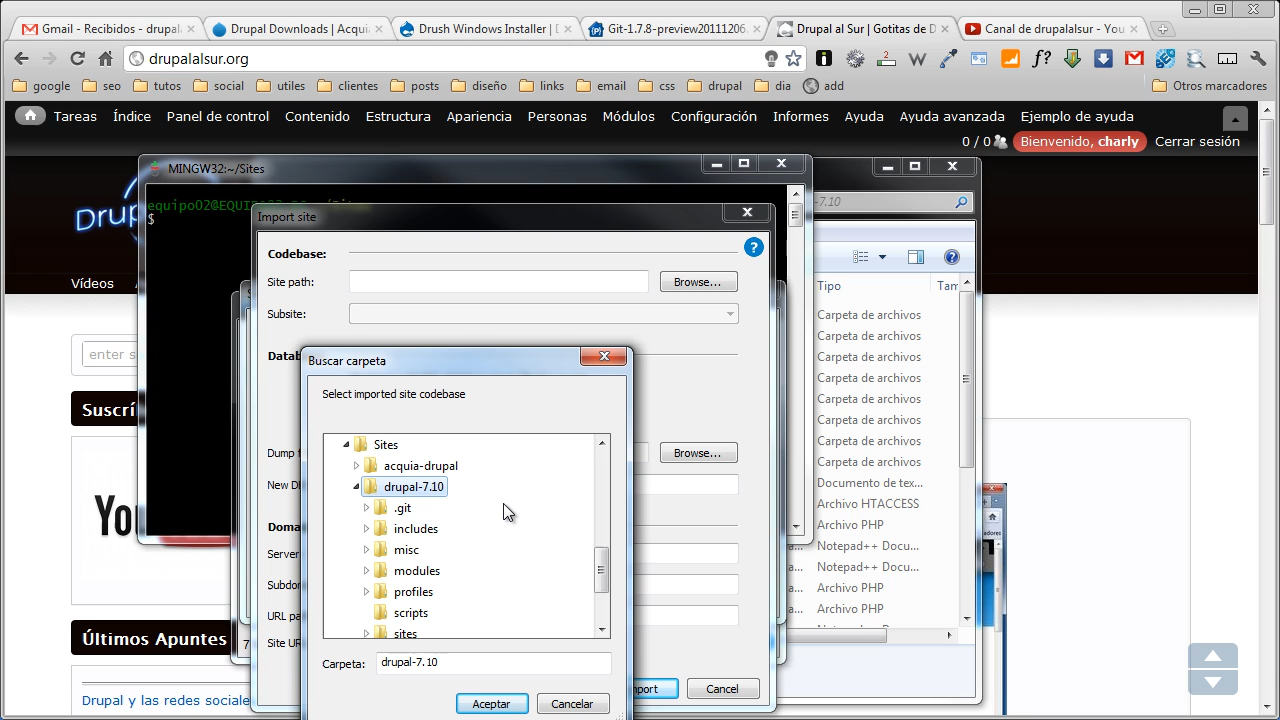 Gmail - Recibidos - drupal
Drupal Downloads | Acqui
Drush Windows Installer | D
Git-1.7.8-preview20111206.
Drupal al Sur | Gotitas de D
Canal de drupalalsur - You
drupalalsur.org
google
seo
tutos
social
utiles
clientes
posts
diseño
links
email
css
drupal
dia
add
Otros marcadores
Tareas
Índice
Panel de control
Contenido
Estructura
Apariencia
Personas
Módulos
Configuración
Informes
Ayuda
Ayuda avanzada
Ejemplo de ayuda
0 / 0
Bienvenido, charly
Cerrar sesión
MINGW32:~/Sites
$
Import site
-7.10
Codebase:
Site path:
Browse...
Subsite:
Tipo
Tam
Vídeos
Carpeta de archivos
Carpeta de archivos
Carpeta de archivos
Carpeta de archivos
Carpeta de archivos
Carpeta de archivos
Carpeta de archivos
Carpeta de archivos
Documento de tex...
Archivo HTACCESS
Archivo PHP
Notepad++ Docu...
Notepad++ Docu...
Archivo PHP
Archivo PHP
enter s
Datab
Suscrí
You
Dump f
Browse...
New D
Doma
Server
Subdo
URL pa
Site UR
Buscar carpeta
Select imported site codebase
Sites
acquia-drupal
drupal-7.10
.git
includes
misc
modules
profiles
scripts
sites
Carpeta:
drupal-7.10
Aceptar
Cancelar
port
Cancel
Últimos Apuntes
7
Drupal y las redes sociale